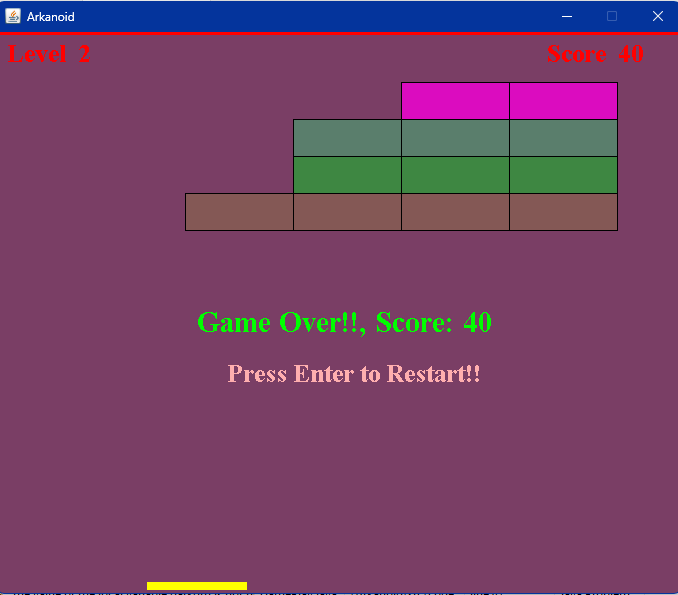 Arkanoid
Level 2
Score 40
Game Over!!, Score: 40
Press Enter to Restart!!